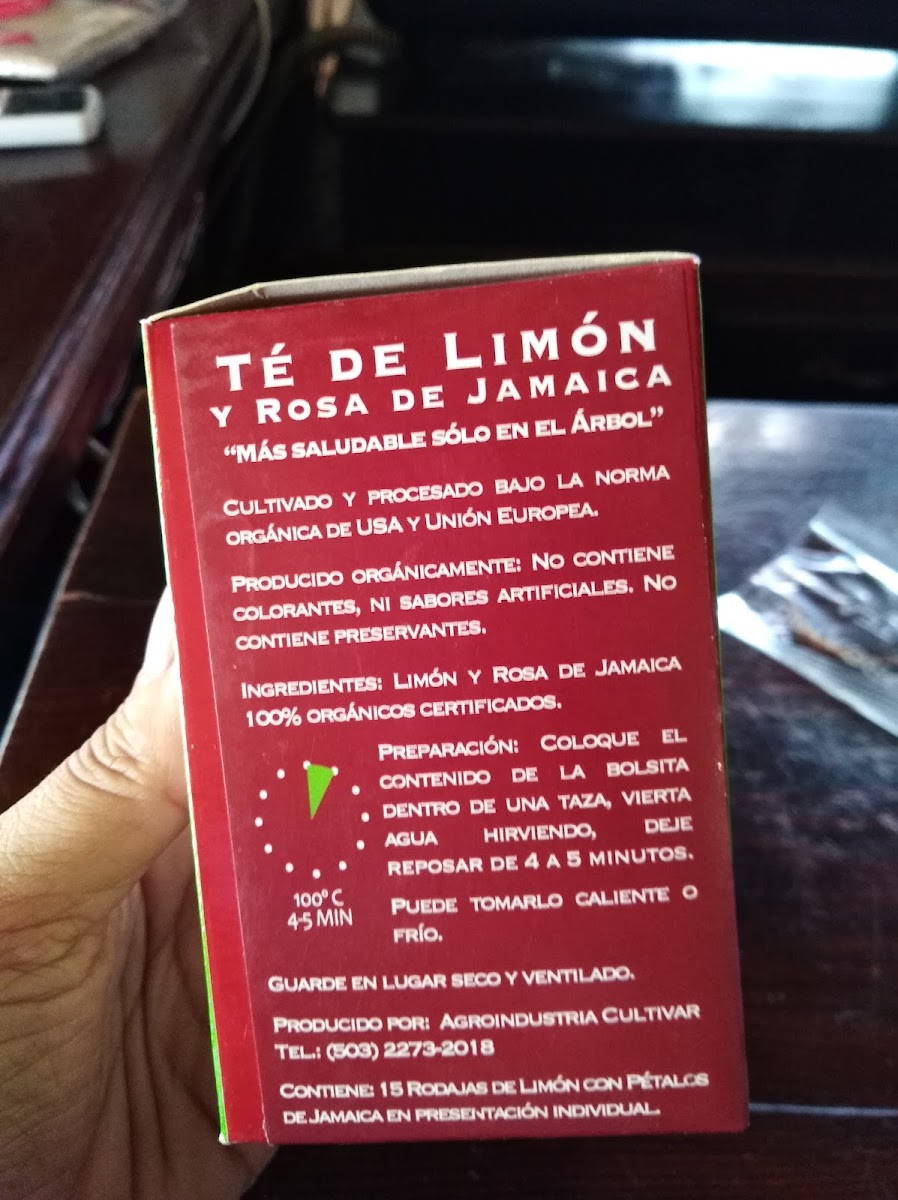 TÉ DE LIMÓN
Y ROSA DE JAMAICA
“MÁS SALUDABLE SÓLO EN EL ÁRBOL”
CULTIVADO Y PROCESADO BAJO LA NORMA
ORGÁNICA DE USA Y UNIÓN EUROPEA.
PRODUCIDO ORGÁNICAMENTE: NO CONTIENE
COLORANTES, NI SABORES ARTIFICIALES. NO
CONTIENE PRESERVANTES.
INGREDIENTES: LIMÓN Y ROSA DE JAMAICA
100% ORGÁNICOS CERTIFICADOS.
PREPARACIÓN: COLOQUE EL
CONTENIDO DE LA BOLSITA
DENTRO DE UNA TAZA, VIERTA
AGUA HIRVIENDO, DEJE
REPOSAR DE 4 A 5 MINUTOS.
100º C
4-5 MIN
PUEDE TOMARLO CALIENTE O
FRÍO.
GUARDE EN LUGAR SECO Y VENTILADO.
PRODUCIDO POR: AGROINDUSTRIA CULTIVAR
TEL.: (503) 2273-2018
CONTIENE: 15 RODAJAS DE LIMÓN CON PÉTALOS
DE JAMAICA EN PRESENTACIÓN INDIVIDUAL.